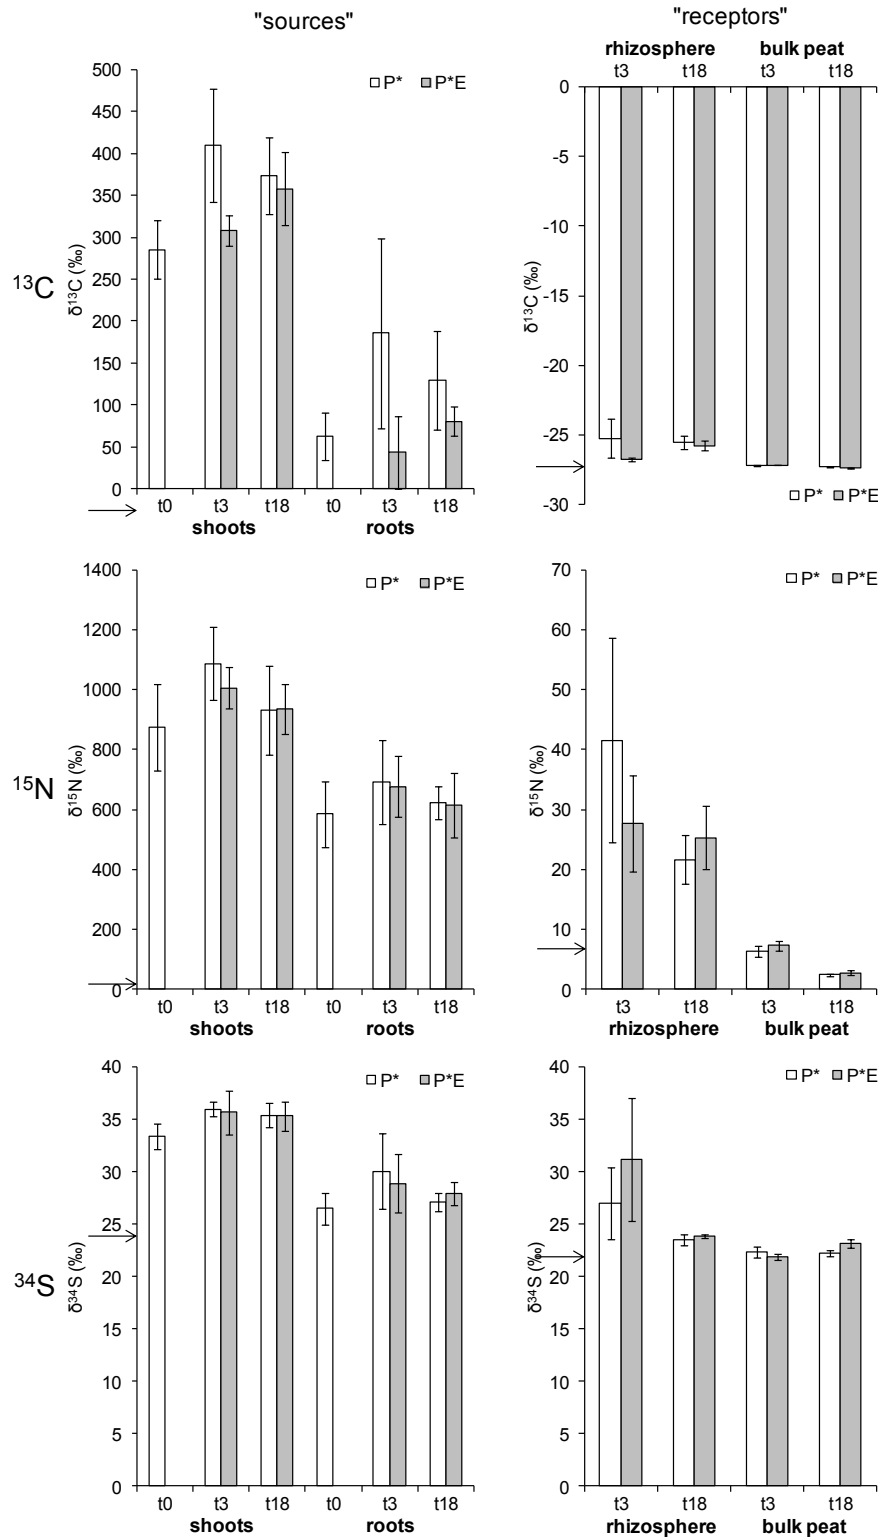 "sources"
"receptors"
¹³C
δ¹³C (‰)
500
450
400
350
300
250
200
150
100
50
0
P* P*E
t0 t3 t18 t0 t3 t18
shoots roots
rhizosphere bulk peat
t3 t18 t3 t18
δ¹³C (‰)
0
-5
-10
-15
-20
-25
-30
P* P*E
¹⁵N
δ¹⁵N (‰)
1400
1200
1000
800
600
400
200
0
P* P*E
t0 t3 t18 t0 t3 t18
shoots roots
δ¹⁵N (‰)
70
60
50
40
30
20
10
0
P* P*E
t3 t18 t3 t18
rhizosphere bulk peat
³⁴S
δ³⁴S (‰)
40
35
30
25
20
15
10
5
0
P* P*E
t0 t3 t18 t0 t3 t18
shoots roots
δ³⁴S (‰)
40
35
30
25
20
15
10
5
0
P* P*E
t3 t18 t3 t18
rhizosphere bulk peat